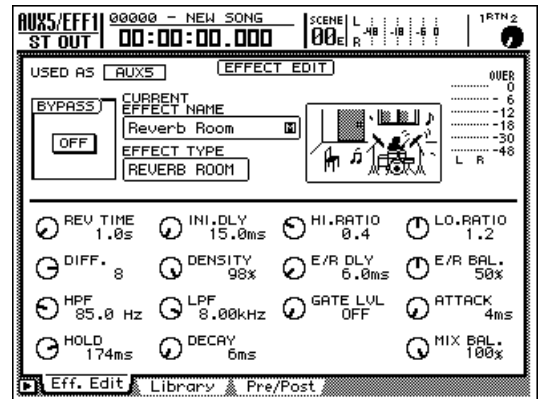 AUX5/EFF1 00000 - NEW SONG SCENE L -48 -18 -6 0 1RTN2
ST OUT 00:00:00.000 00E R
USED AS AUX5 EFFECT EDIT OVER
0
BYPASS CURRENT EFFECT NAME -6
Reverb Room M -12
OFF -18
EFFECT TYPE -30
REVERB ROOM -48
L R
REV TIME INI.DLY HI.RATIO LO.RATIO
1.0s 15.0ms 0.4 1.2
DIFF. DENSITY E/R DLY E/R BAL.
8 98% 6.0ms 50%
HPF LPF GATE LVL ATTACK
85.0 Hz 8.00kHz OFF 4ms
HOLD DECAY MIX BAL.
174ms 6ms 100%
Eff. Edit Library Pre/Post